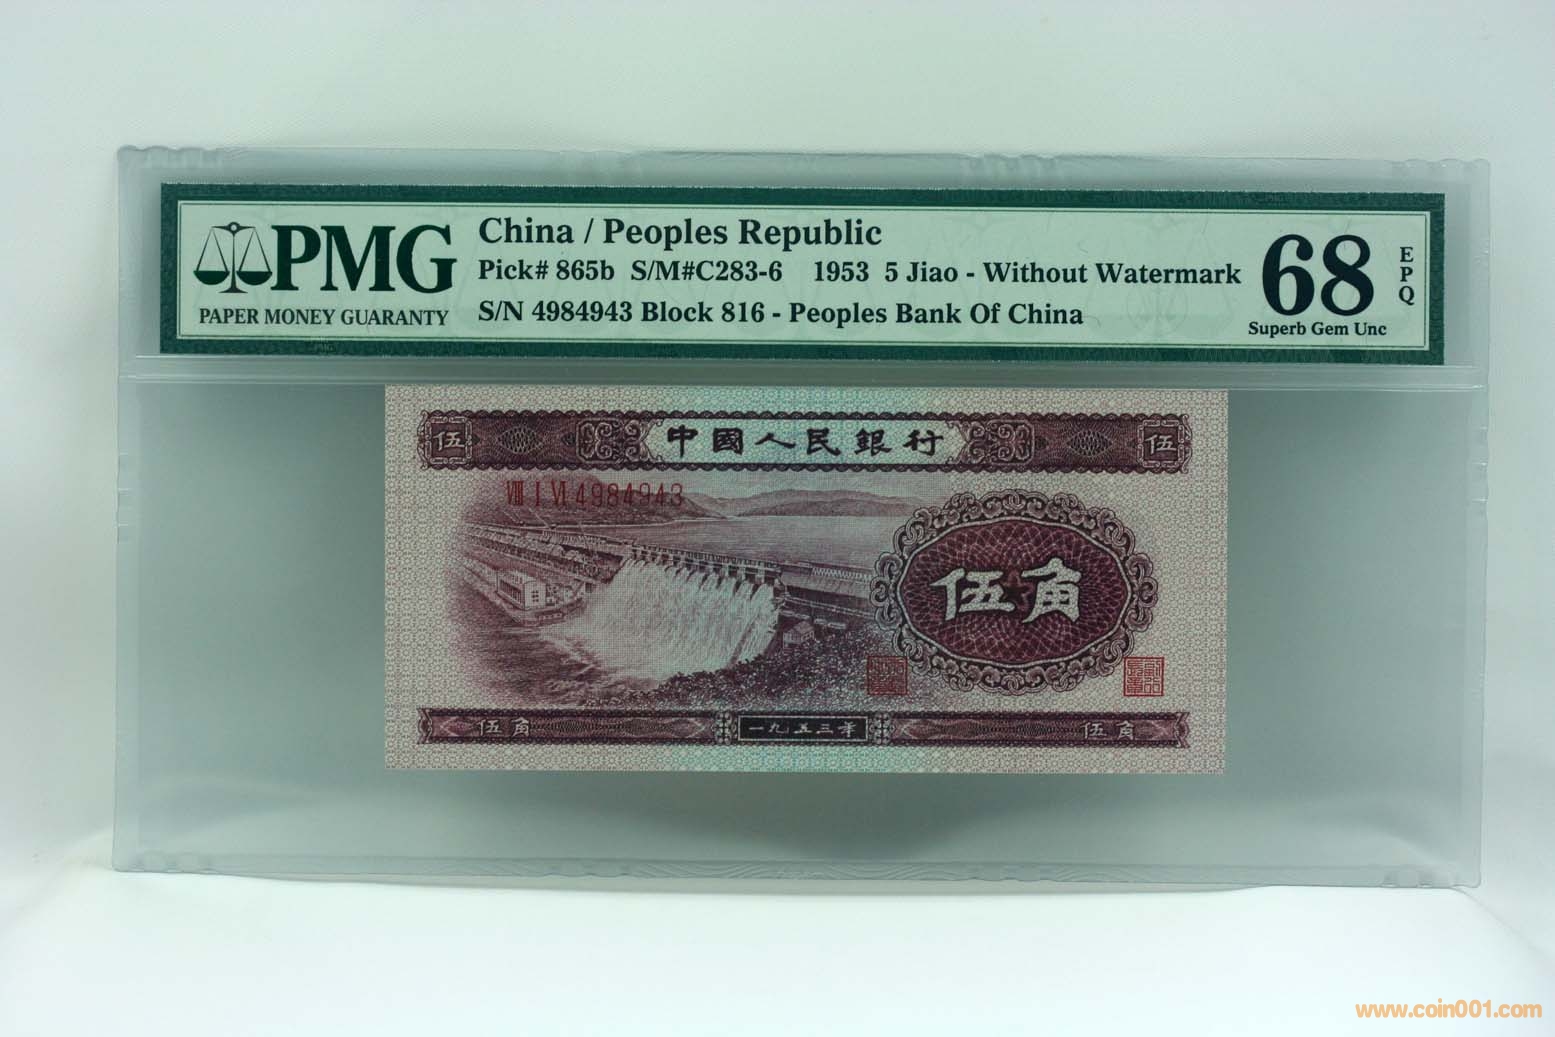 PMG
PAPER MONEY GUARANTY
China / Peoples Republic
Pick# 865b S/M#C283-6 1953 5 Jiao - Without Watermark
S/N 4984943 Block 816 - Peoples Bank Of China
68
EPQ
Superb Gem Unc
伍 中國人民銀行 伍
VIII I VI 4984943
伍角
伍角 一九五三年 伍角
www.coin001.com